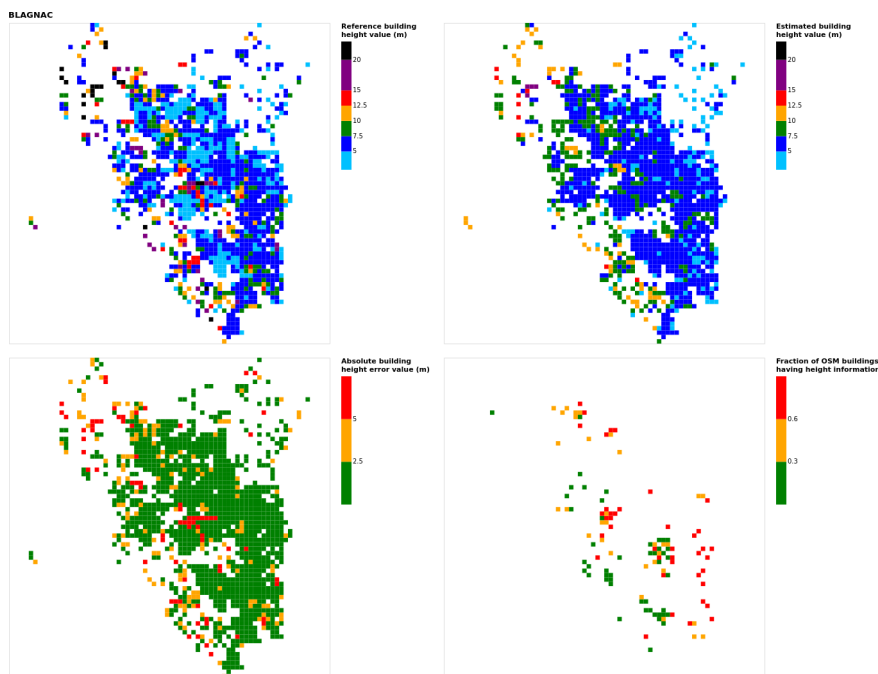 BLAGNAC
Reference building
height value (m)
20
15
12.5
10
7.5
5
Estimated building
height value (m)
20
15
12.5
10
7.5
5
Absolute building
height error value (m)
5
2.5
Fraction of OSM buildings
having height information
0.6
0.3